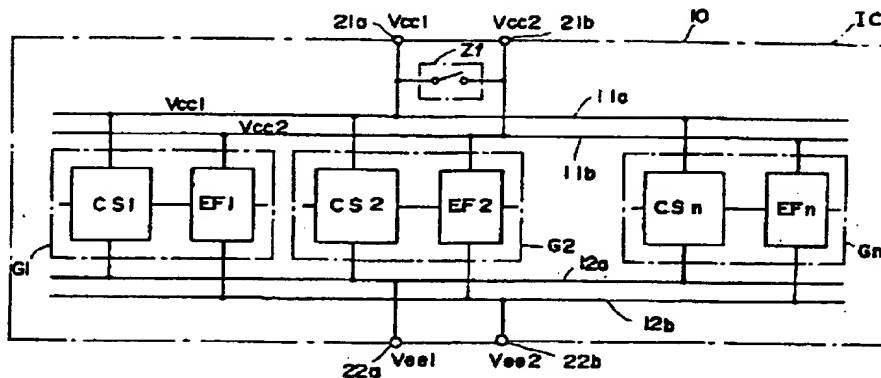 21a Vcc1 Vcc2 21b 10 IC
Zf
Vcc1 11a
Vcc2 11b
CS1 EF1 CS2 EF2 CSn EFn
G1 G2 Gn
12a
12b
22a Vee1 Vee2 22b